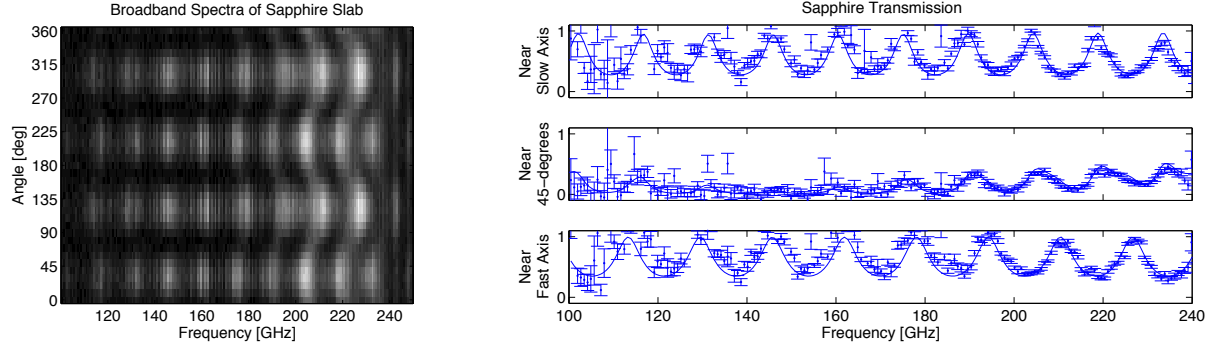 Broadband Spectra of Sapphire Slab
360
315
270
225
180
135
90
45
0
Angle [deg]
120 140 160 180 200 220 240
Frequency [GHz]
Sapphire Transmission
1
0
Near
Slow Axis
1
0
Near
45-degrees
1
0
Near
Fast Axis
100 120 140 160 180 200 220 240
Frequency [GHz]